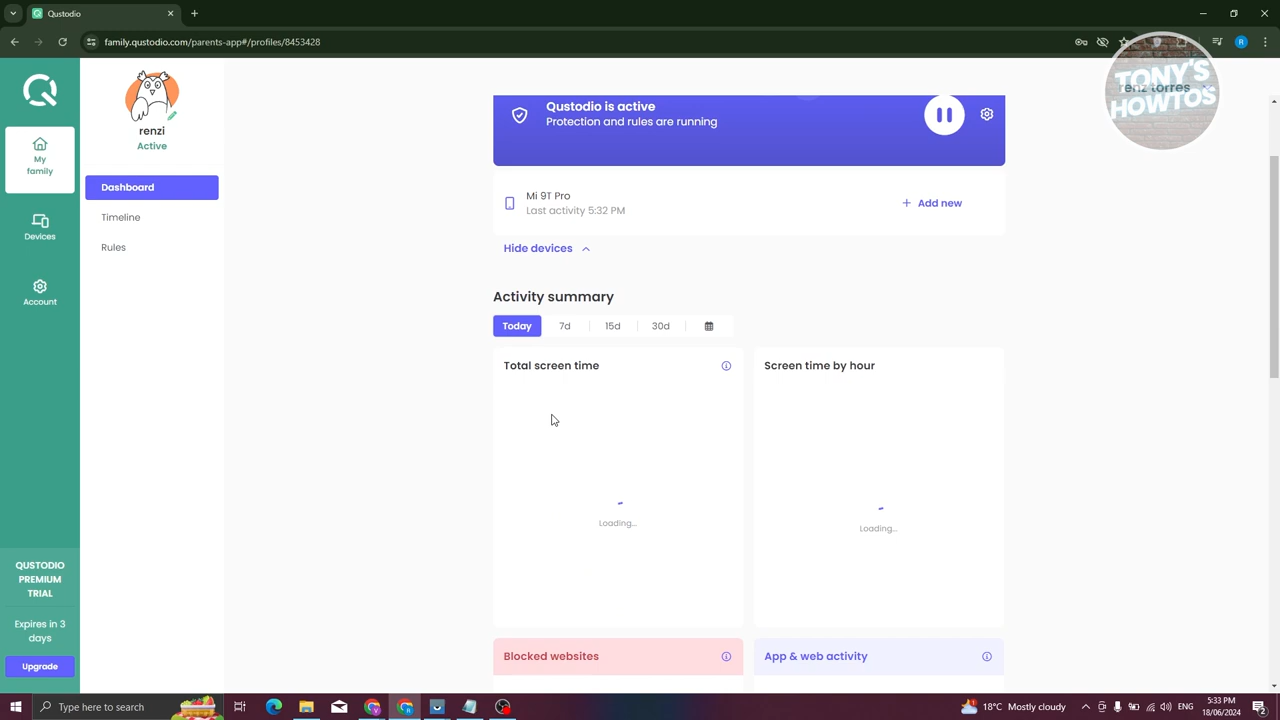 Qustodio
family.qustodio.com/parents-app#/profiles/8453428
R
TONY'S
HOWTOS
renz torres
My
family
Devices
Account
QUSTODIO
PREMIUM
TRIAL
Expires in 3
days
Upgrade
renzi
Active
Dashboard
Timeline
Rules
Qustodio is active
Protection and rules are running
Mi 9T Pro
Last activity 5:32 PM
+ Add new
Hide devices
Activity summary
Today
7d
15d
30d
Total screen time
Screen time by hour
Loading...
Loading...
Blocked websites
App & web activity
Type here to search
18°C Mostly cloudy
5:33 PM
18/06/2024
2